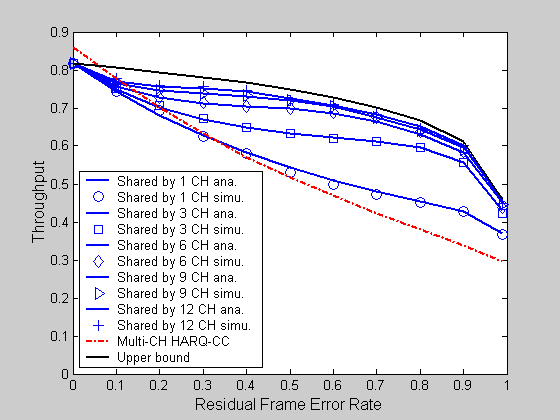 0.9
0.8
0.7
0.6
0.5
0.4
0.3
0.2
0.1
0
Throughput
Shared by 1 CH ana.
Shared by 1 CH simu.
Shared by 3 CH ana.
Shared by 3 CH simu.
Shared by 6 CH ana.
Shared by 6 CH simu.
Shared by 9 CH ana.
Shared by 9 CH simu.
Shared by 12 CH ana.
Shared by 12 CH simu.
Multi-CH HARQ-CC
Upper bound
0 0.1 0.2 0.3 0.4 0.5 0.6 0.7 0.8 0.9 1
Residual Frame Error Rate